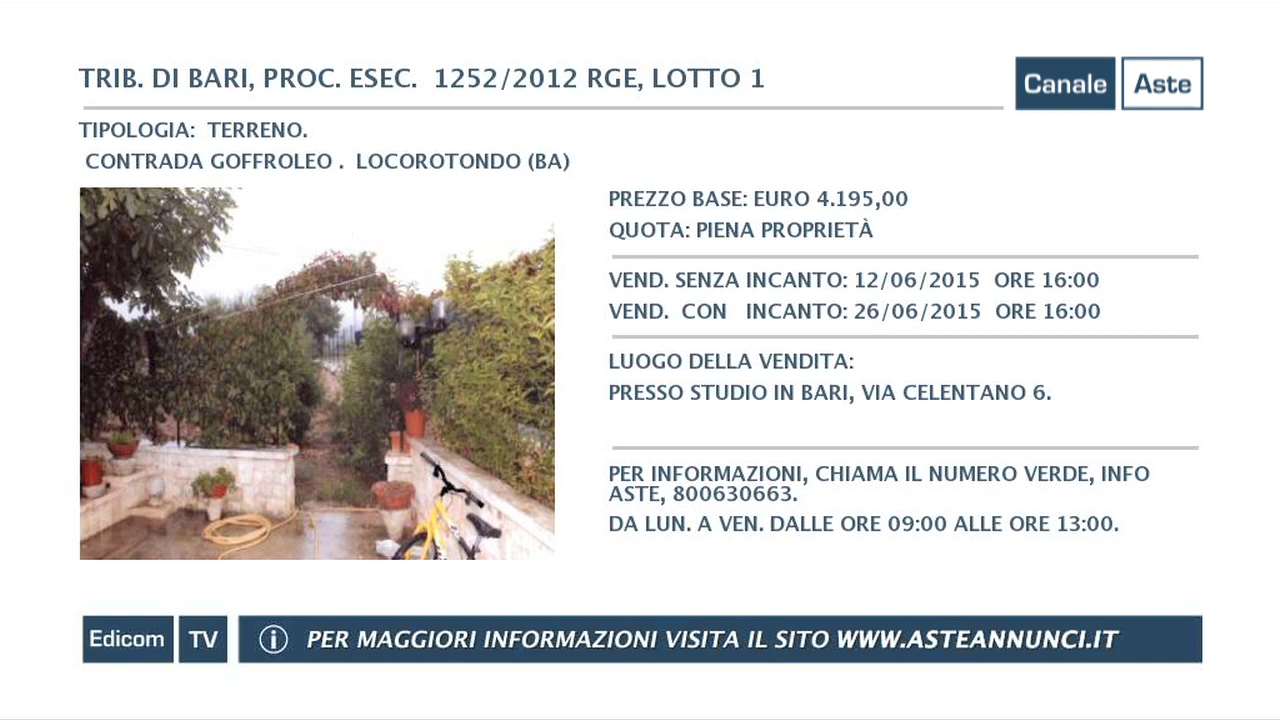 TRIB. DI BARI, PROC. ESEC. 1252/2012 RGE, LOTTO 1
Canale Aste
TIPOLOGIA: TERRENO.
CONTRADA GOFFROLEO . LOCOROTONDO (BA)
PREZZO BASE: EURO 4.195,00
QUOTA: PIENA PROPRIETÀ
VEND. SENZA INCANTO: 12/06/2015 ORE 16:00
VEND. CON INCANTO: 26/06/2015 ORE 16:00
LUOGO DELLA VENDITA:
PRESSO STUDIO IN BARI, VIA CELENTANO 6.
PER INFORMAZIONI, CHIAMA IL NUMERO VERDE, INFO
ASTE, 800630663.
DA LUN. A VEN. DALLE ORE 09:00 ALLE ORE 13:00.
Edicom TV
PER MAGGIORI INFORMAZIONI VISITA IL SITO WWW.ASTEANNUNCI.IT